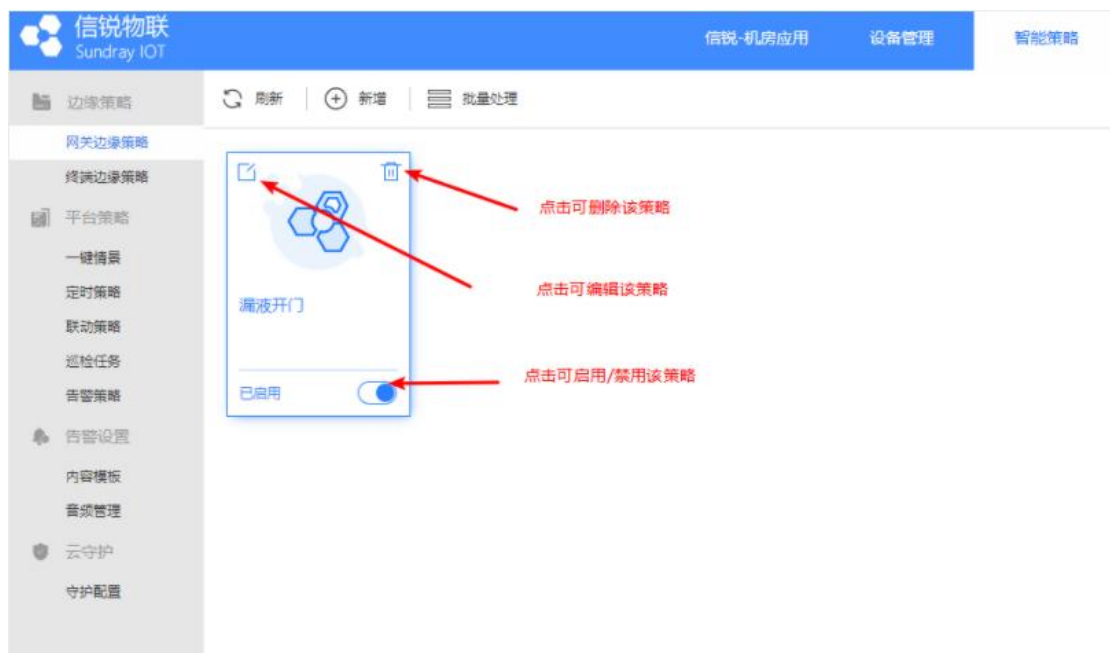 信锐物联
Sundray IOT
信锐-机房应用 设备管理 智能策略
边缘策略
网关边缘策略
终端边缘策略
平台策略
一键情景
定时策略
联动策略
巡检任务
告警策略
告警设置
内容模板
音频管理
云守护
守护配置
刷新 新增 批量处理
点击可删除该策略
点击可编辑该策略
漏液开门
点击可启用/禁用该策略
已启用